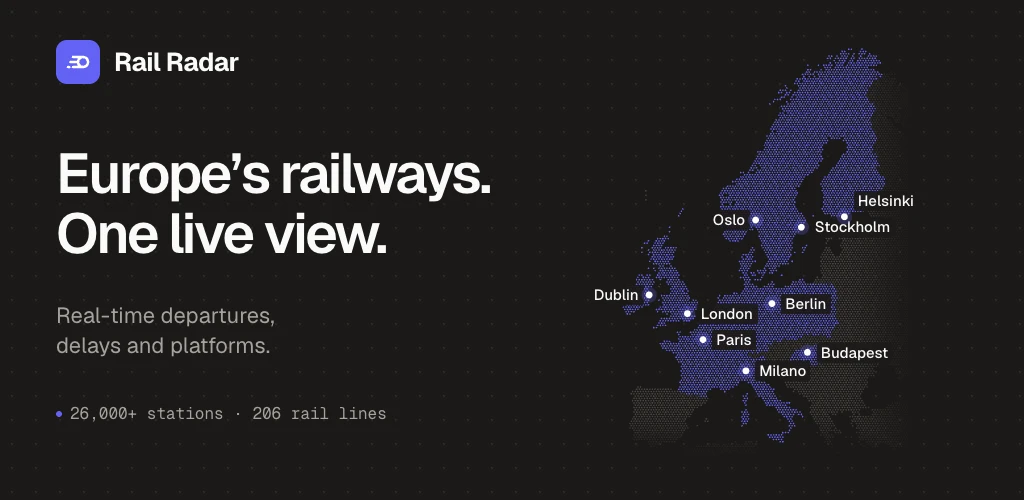 Rail Radar
Europe’s railways.
One live view.
Real-time departures,
delays and platforms.
26,000+ stations · 206 rail lines
Helsinki
Oslo
Stockholm
Dublin
Berlin
London
Paris
Budapest
Milano